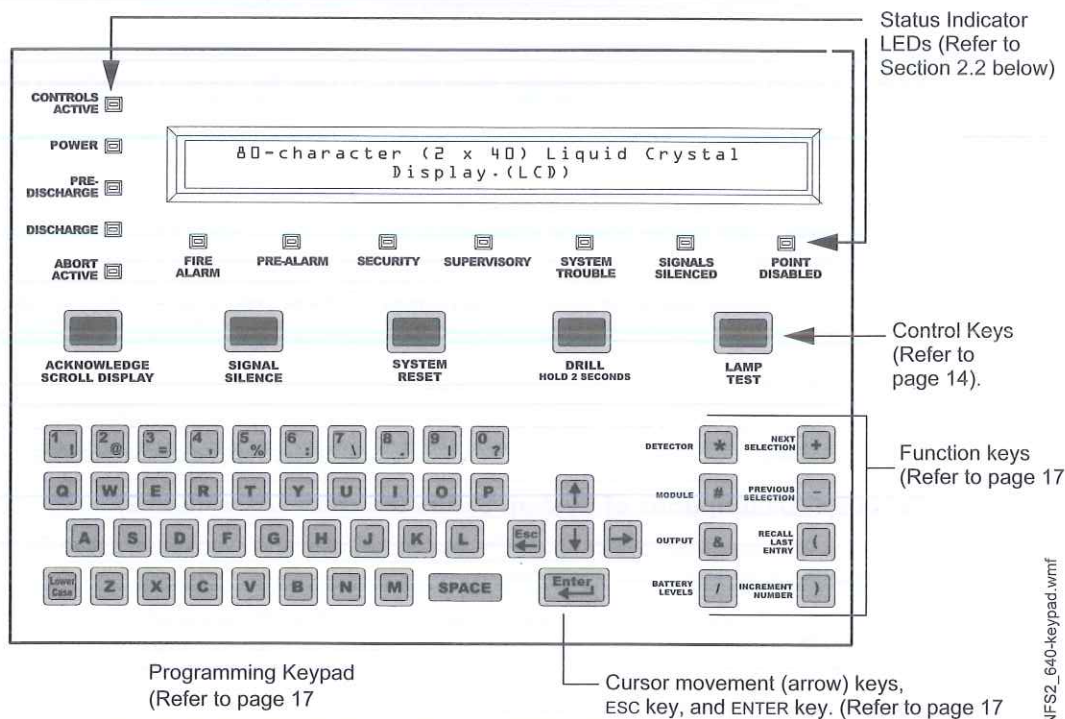 Status Indicator
LEDs (Refer to
Section 2.2 below)
CONTROLS
ACTIVE
POWER
PRE-
DISCHARGE
DISCHARGE
ABORT
ACTIVE
80-character (2 x 40) Liquid Crystal
Display.(LCD)
FIRE
ALARM
PRE-ALARM
SECURITY
SUPERVISORY
SYSTEM
TROUBLE
SIGNALS
SILENCED
POINT
DISABLED
ACKNOWLEDGE
SCROLL DISPLAY
SIGNAL
SILENCE
SYSTEM
RESET
DRILL
HOLD 2 SECONDS
LAMP
TEST
Control Keys
(Refer to
page 14).
1 ! 2 @ 3 = 4 , 5 % 6 : 7 \ 8 . 9 ! 0 ?
Q W E R T Y U I O P
A S D F G H J K L
Lower
Case
Z X C V B N M SPACE
↑
Esc ← ↓ →
Enter
DETECTOR * NEXT
SELECTION +
MODULE # PREVIOUS
SELECTION -
OUTPUT & RECALL
LAST
ENTRY (
BATTERY
LEVELS / INCREMENT
NUMBER )
Function keys
(Refer to page 17
Programming Keypad
(Refer to page 17
Cursor movement (arrow) keys,
ESC key, and ENTER key. (Refer to page 17
NFS2_640-keypad.wmf